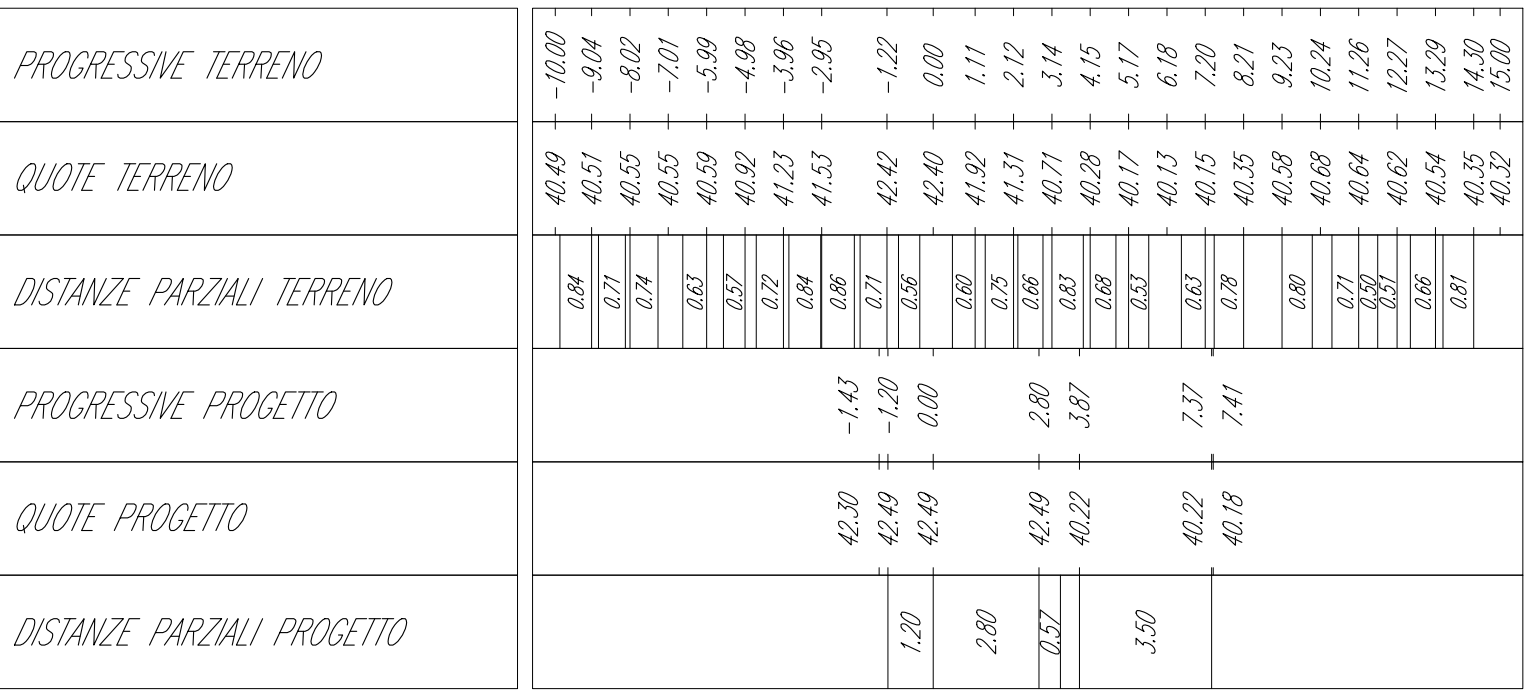 PROGRESSIVE TERRENO -10.00 -9.04 -8.02 -7.01 -5.99 -4.98 -3.96 -2.95 -1.22 0.00 1.11 2.12 3.14 4.15 5.17 6.18 7.20 8.21 9.23 10.24 11.26 12.27 13.29 14.30 15.00
QUOTE TERRENO 40.49 40.51 40.55 40.55 40.59 40.92 41.23 41.53 42.42 42.40 41.92 41.31 40.71 40.28 40.17 40.13 40.15 40.35 40.58 40.68 40.64 40.62 40.54 40.35 40.32
DISTANZE PARZIALI TERRENO 0.84 0.71 0.74 0.63 0.57 0.72 0.84 0.86 0.71 0.56 0.60 0.75 0.66 0.83 0.68 0.53 0.63 0.78 0.80 0.71 0.50 0.51 0.66 0.81
PROGRESSIVE PROGETTO -1.43 -1.20 0.00 2.80 3.87 7.37 7.41
QUOTE PROGETTO 42.30 42.49 42.49 42.49 40.22 40.22 40.18
DISTANZE PARZIALI PROGETTO 1.20 2.80 0.57 3.50